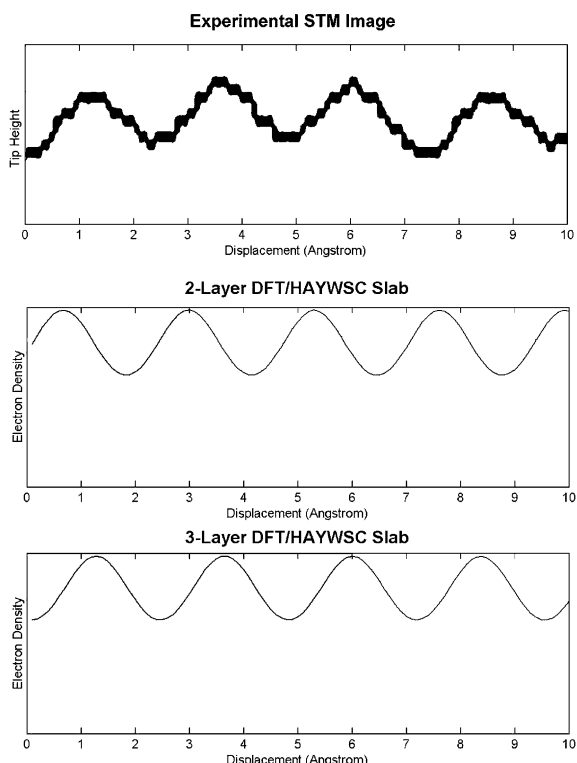 Experimental STM Image
Tip Height
0 1 2 3 4 5 6 7 8 9 10
Displacement (Angstrom)
2-Layer DFT/HAYWSC Slab
Electron Density
0 1 2 3 4 5 6 7 8 9 10
Displacement (Angstrom)
3-Layer DFT/HAYWSC Slab
Electron Density
0 1 2 3 4 5 6 7 8 9 10
Displacement (Angstrom)